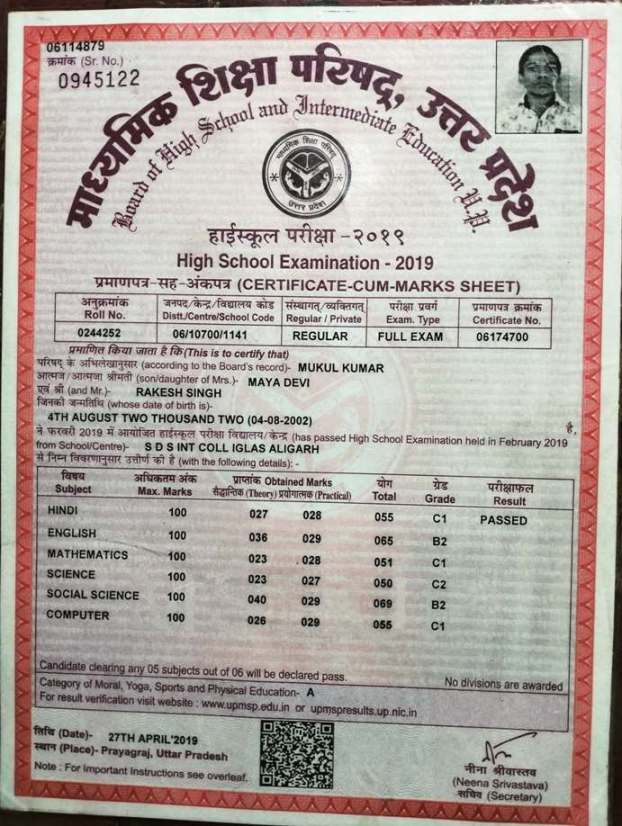 06114879
क्रमांक (Sr. No.)
0945122
माध्यमिक शिक्षा परिषद्, उत्तर प्रदेश
Board of High School and Intermediate Education U.P.
माध्यमिक शिक्षा परिषद्
उत्तर प्रदेश
हाईस्कूल परीक्षा -२०१९
High School Examination - 2019
प्रमाणपत्र-सह-अंकपत्र (CERTIFICATE-CUM-MARKS SHEET)
अनुक्रमांक जनपद/केन्द्र/विद्यालय कोड संस्थागत/व्यक्तिगत परीक्षा प्रवर्ग प्रमाणपत्र क्रमांक
Roll No. Distt./Centre/School Code Regular / Private Exam. Type Certificate No.
0244252 06/10700/1141 REGULAR FULL EXAM 06174700
प्रमाणित किया जाता है कि(This is to certify that)
परिषद् के अभिलेखानुसार (according to the Board's record)- MUKUL KUMAR
आत्मज/आत्मजा श्रीमती (son/daughter of Mrs.)- MAYA DEVI
एवं श्री (and Mr.)- RAKESH SINGH
जिनकी जन्मतिथि (whose date of birth is)-
4TH AUGUST TWO THOUSAND TWO (04-08-2002) है,
ने फरवरी 2019 में आयोजित हाईस्कूल परीक्षा विद्यालय/केन्द्र (has passed High School Examination held in February 2019
from School/Centre)- S D S INT COLL IGLAS ALIGARH
से निम्न विवरणानुसार उत्तीर्ण की है (with the following details): -
विषय अधिकतम अंक प्राप्तांक Obtained Marks योग ग्रेड परीक्षाफल
Subject Max. Marks सैद्धान्तिक (Theory) प्रयोगात्मक (Practical) Total Grade Result
HINDI 100 027 028 055 C1 PASSED
ENGLISH 100 036 029 065 B2
MATHEMATICS 100 023 028 051 C1
SCIENCE 100 023 027 050 C2
SOCIAL SCIENCE 100 040 029 069 B2
COMPUTER 100 026 029 055 C1
Candidate clearing any 05 subjects out of 06 will be declared pass. No divisions are awarded
Category of Moral, Yoga, Sports and Physical Education- A
For result verification visit website : www.upmsp.edu.in or upmspresults.up.nic.in
तिथि (Date)- 27TH APRIL'2019
स्थान (Place)- Prayagraj, Uttar Pradesh
Note : For Important Instructions see overleaf.
नीना श्रीवास्तव
(Neena Srivastava)
सचिव (Secretary)